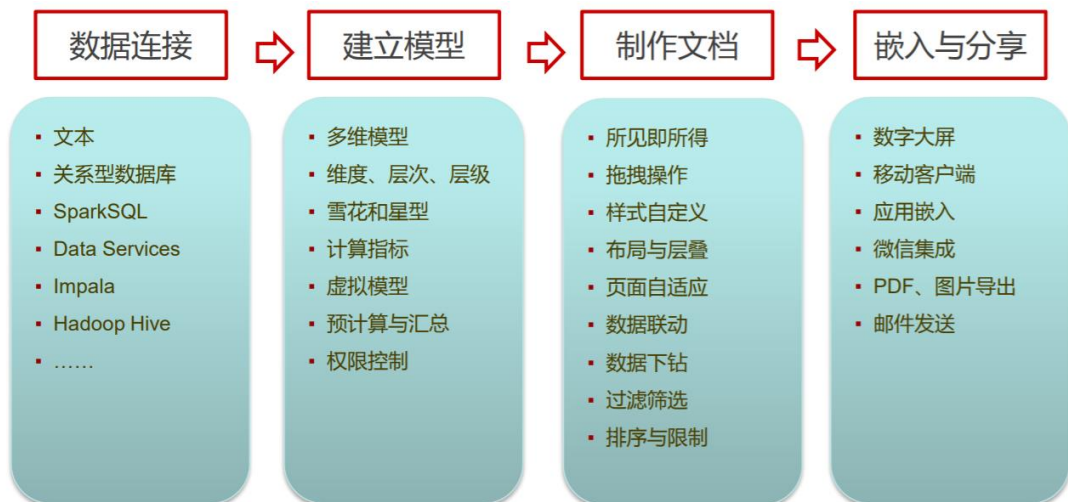 数据连接
建立模型
制作文档
嵌入与分享
文本
关系型数据库
SparkSQL
Data Services
Impala
Hadoop Hive
……
多维模型
维度、层次、层级
雪花和星型
计算指标
虚拟模型
预计算与汇总
权限控制
所见即所得
拖拽操作
样式自定义
布局与层叠
页面自适应
数据联动
数据下钻
过滤筛选
排序与限制
数字大屏
移动客户端
应用嵌入
微信集成
PDF、图片导出
邮件发送